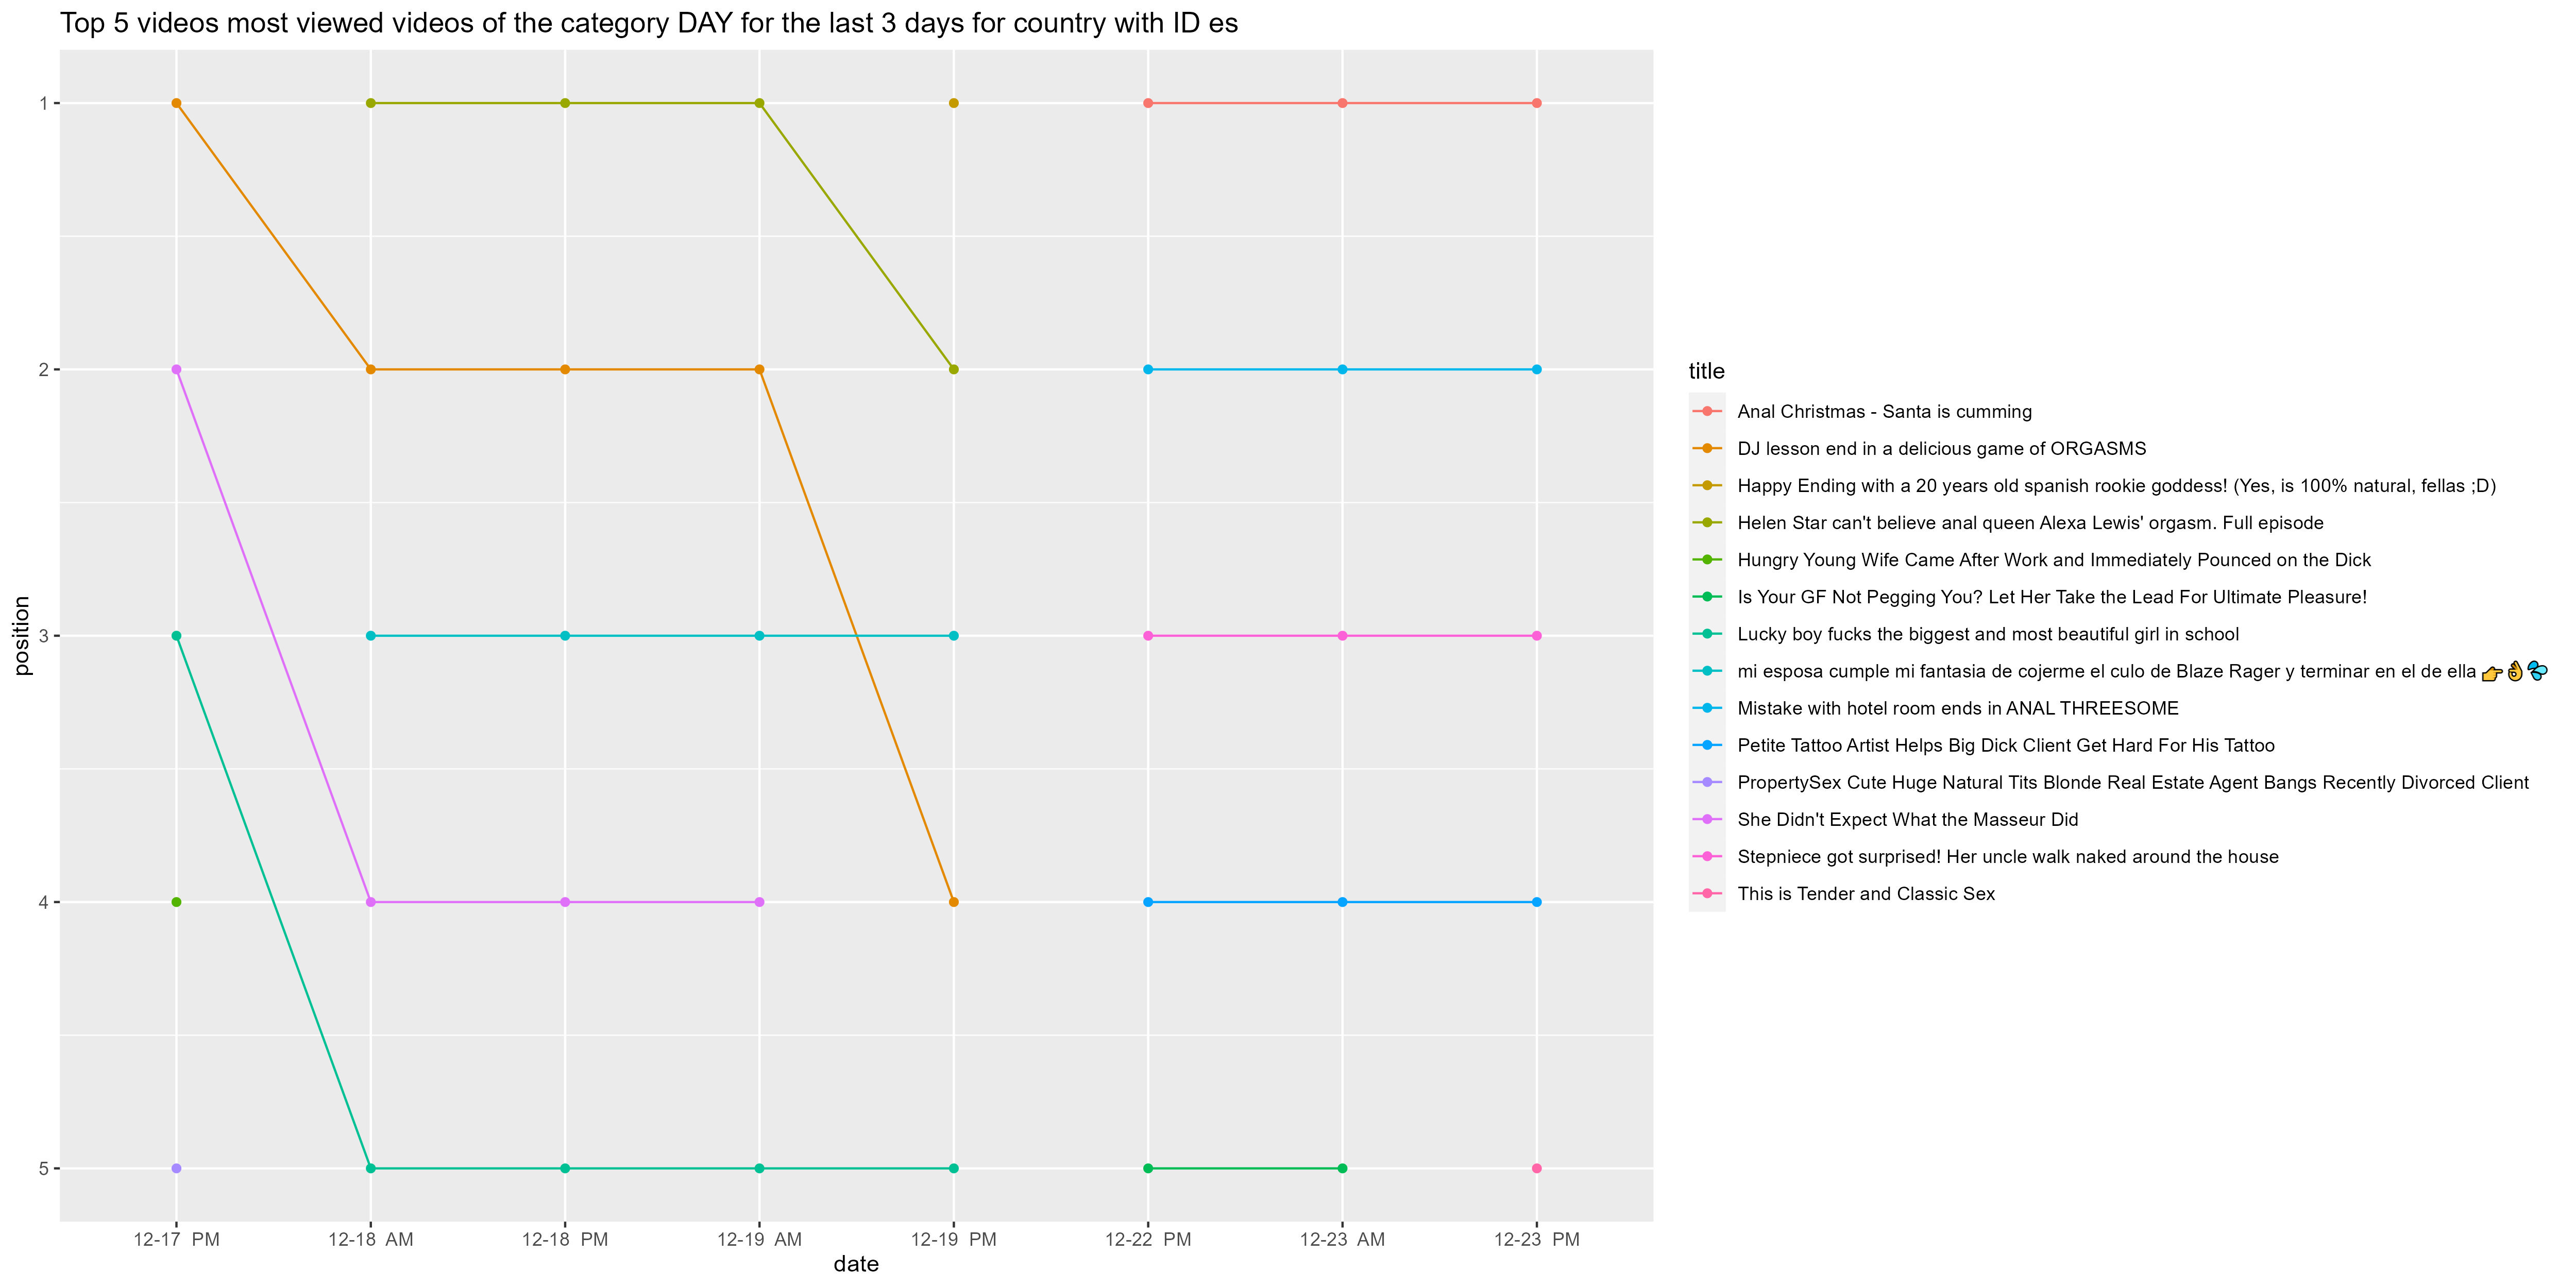 Top 5 videos most viewed videos of the category DAY for the last 3 days for country with ID es
position
1
2
3
4
5
12-17 PM
12-18 AM
12-18 PM
12-19 AM
12-19 PM
12-22 PM
12-23 AM
12-23 PM
date
title
Anal Christmas - Santa is cumming
DJ lesson end in a delicious game of ORGASMS
Happy Ending with a 20 years old spanish rookie goddess! (Yes, is 100% natural, fellas ;D)
Helen Star can't believe anal queen Alexa Lewis' orgasm. Full episode
Hungry Young Wife Came After Work and Immediately Pounced on the Dick
Is Your GF Not Pegging You? Let Her Take the Lead For Ultimate Pleasure!
Lucky boy fucks the biggest and most beautiful girl in school
mi esposa cumple mi fantasia de cojerme el culo de Blaze Rager y terminar en el de ella 👉👌💦
Mistake with hotel room ends in ANAL THREESOME
Petite Tattoo Artist Helps Big Dick Client Get Hard For His Tattoo
PropertySex Cute Huge Natural Tits Blonde Real Estate Agent Bangs Recently Divorced Client
She Didn't Expect What the Masseur Did
Stepniece got surprised! Her uncle walk naked around the house
This is Tender and Classic Sex